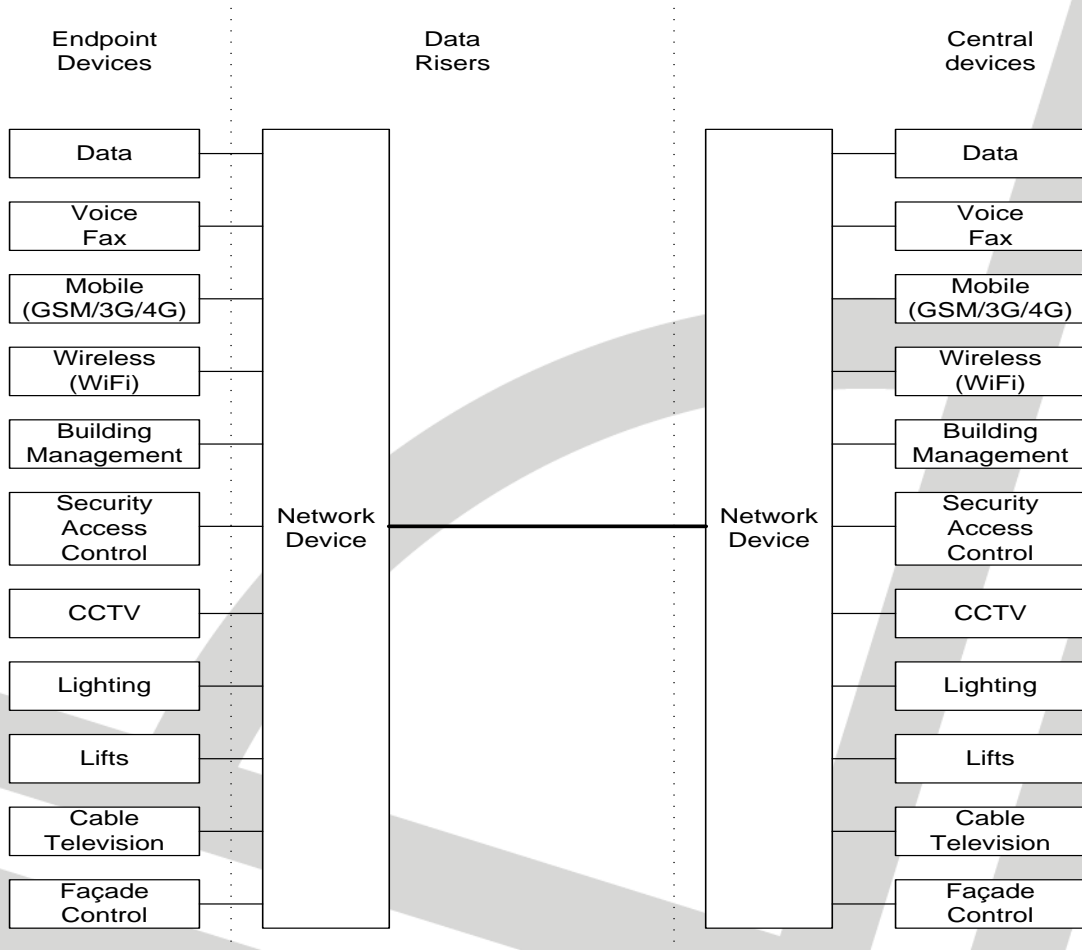 Endpoint
Devices
Data
Risers
Central
devices
Data
Voice
Fax
Mobile
(GSM/3G/4G)
Wireless
(WiFi)
Building
Management
Security
Access
Control
CCTV
Lighting
Lifts
Cable
Television
Façade
Control
Network
Device
Network
Device
Data
Voice
Fax
Mobile
(GSM/3G/4G)
Wireless
(WiFi)
Building
Management
Security
Access
Control
CCTV
Lighting
Lifts
Cable
Television
Façade
Control